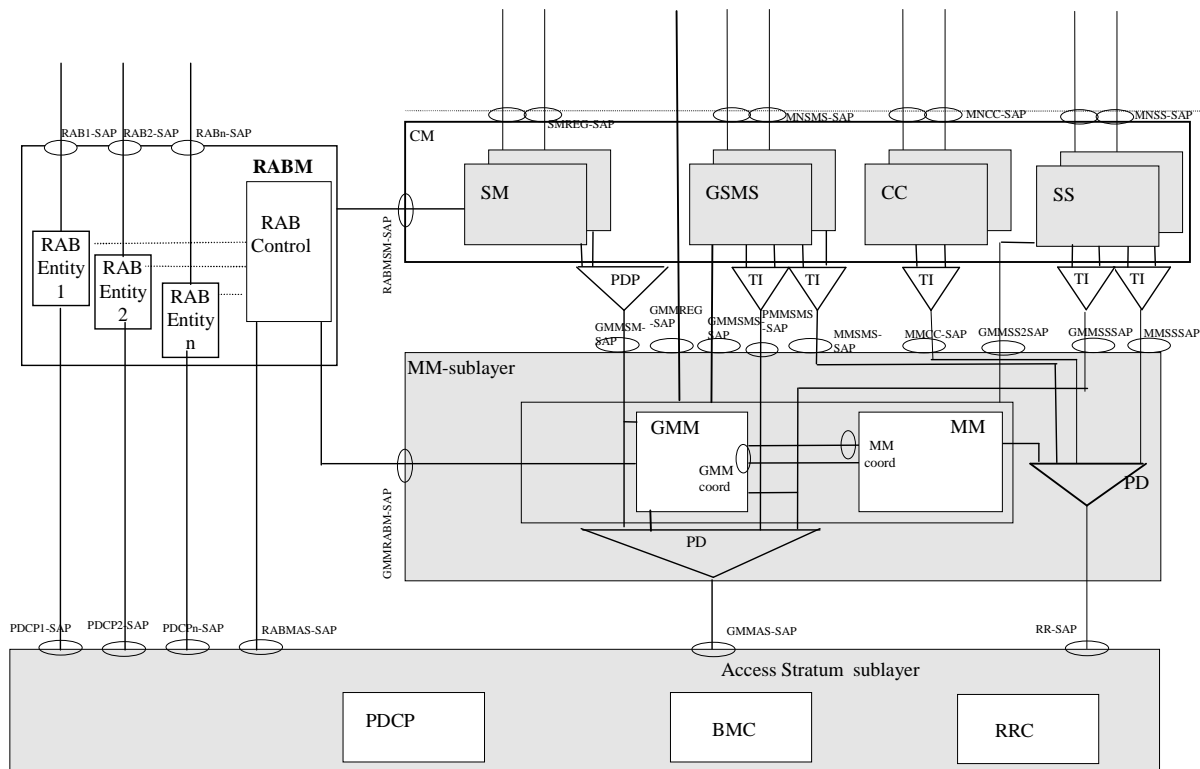 RAB1-SAP
RAB2-SAP
RABn-SAP
SMREG-SAP
MNSMS-SAP
MNCC-SAP
MNSS-SAP
CM
RABM
SM
GSMS
CC
SS
RAB
Control
RABMSM-SAP
RAB
Entity
1
RAB
Entity
2
RAB
Entity
n
PDP
TI
TI
TI
TI
TI
GMMSM-
SAP
GMMREG
-SAP
GMMSMS
-SAP
PMMSMS
-SAP
MMSMS-
SAP
MMCC-SAP
GMMSS2SAP
GMMSSSAP
MMSSSAP
MM-sublayer
GMM
GMM
coord
MM
MM
coord
PD
PD
GMMRABM-SAP
PDCP1-SAP
PDCP2-SAP
PDCPn-SAP
RABMAS-SAP
GMMAS-SAP
RR-SAP
Access Stratum sublayer
PDCP
BMC
RRC